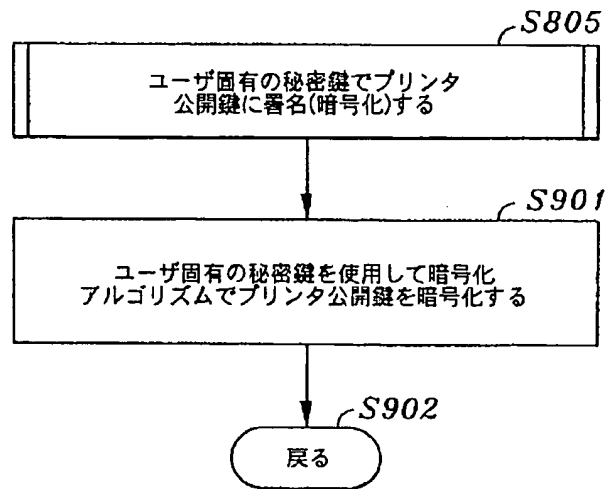 S805
ユーザ固有の秘密鍵でプリンタ
公開鍵に署名(暗号化)する
S901
ユーザ固有の秘密鍵を使用して暗号化
アルゴリズムでプリンタ公開鍵を暗号化する
S902
戻る